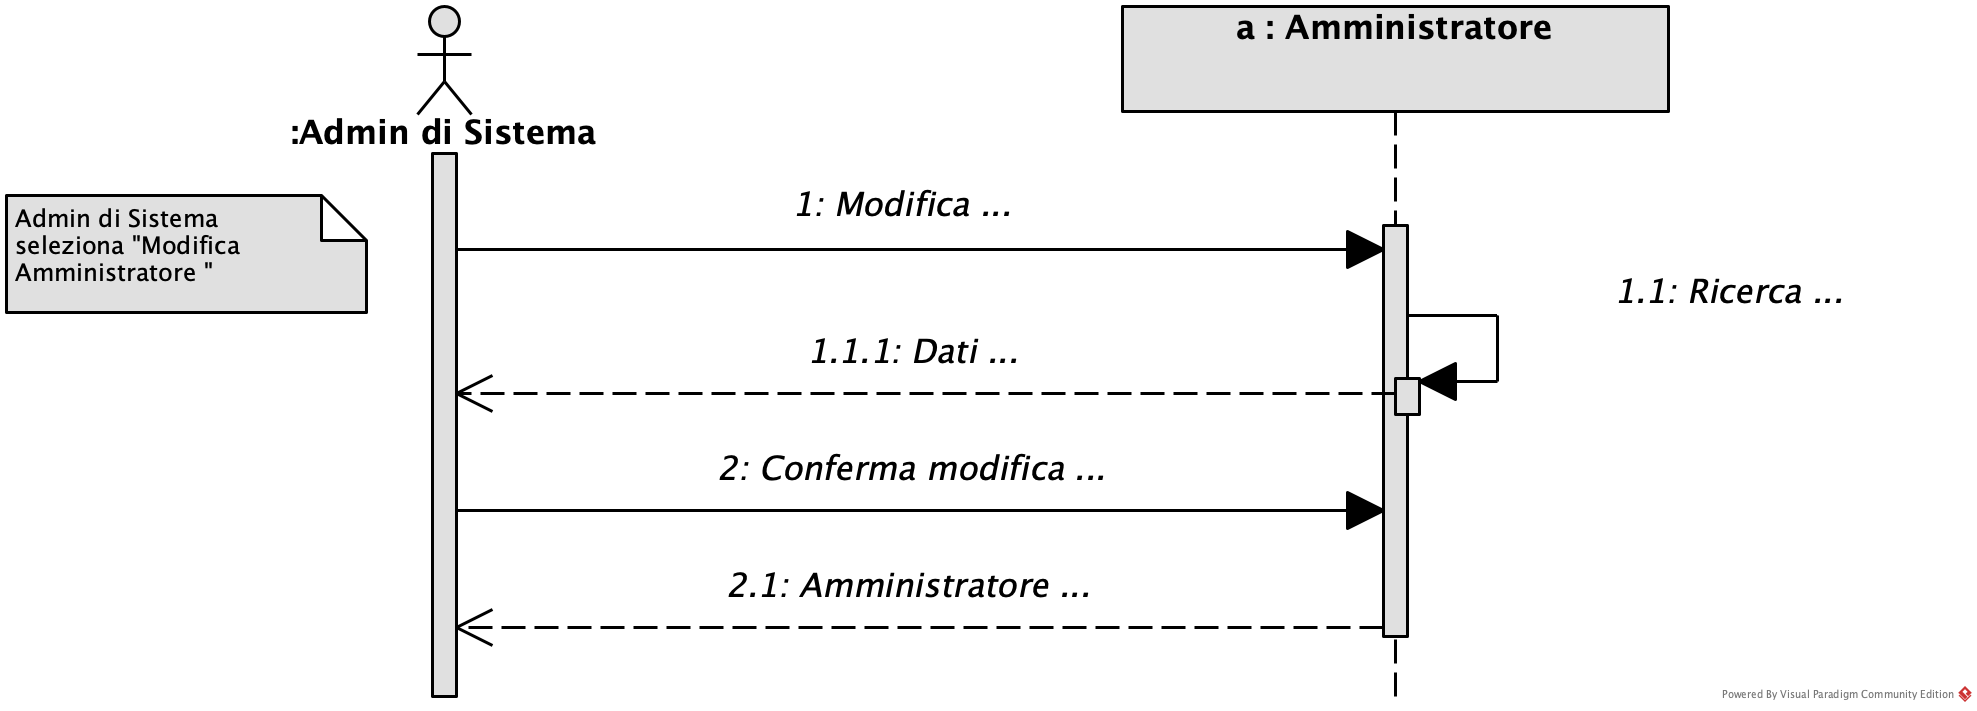 :Admin di Sistema
a : Amministratore
Admin di Sistema
seleziona "Modifica
Amministratore "
1: Modifica ...
1.1: Ricerca ...
1.1.1: Dati ...
2: Conferma modifica ...
2.1: Amministratore ...
Powered By Visual Paradigm Community Edition